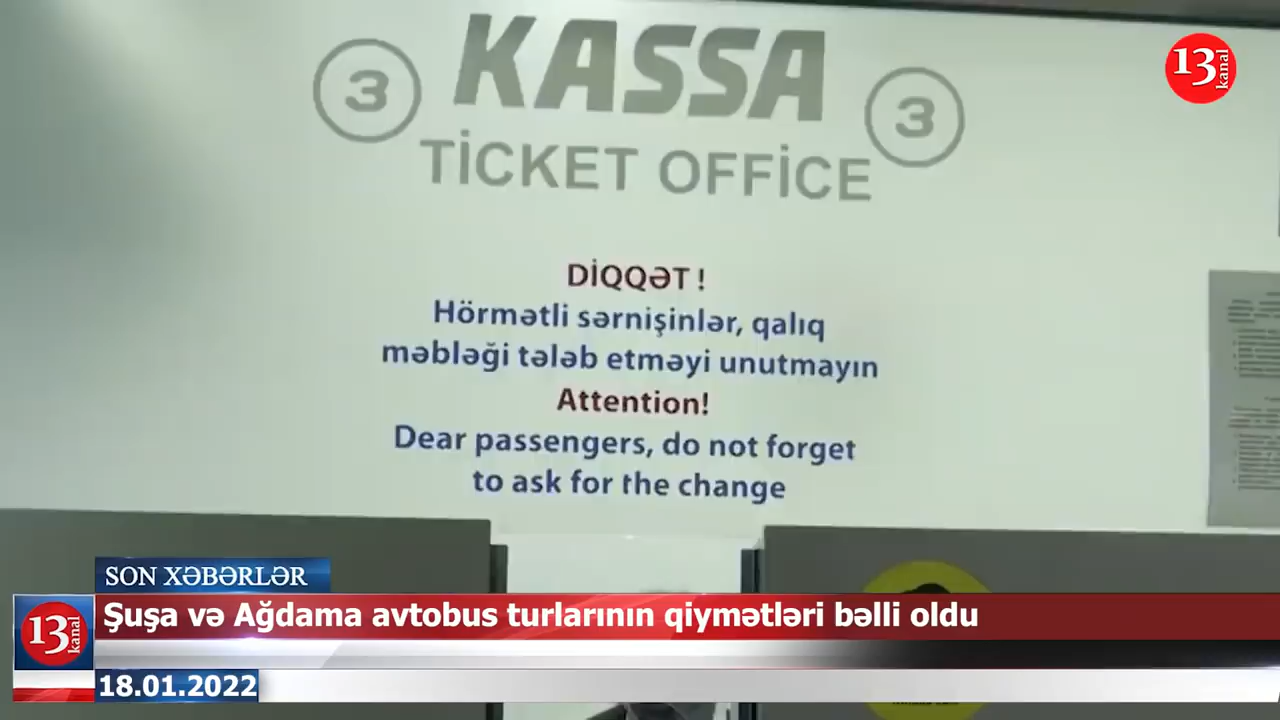 KASSA
3
3
TİCKET OFFİCE
13 kanal
DİQQƏT !
Hörmətli sərnişinlər, qalıq
məbləği tələb etməyi unutmayın
Attention!
Dear passengers, do not forget
to ask for the change
SON XƏBƏRLƏR
13 kanal
Şuşa və Ağdama avtobus turlarının qiymətləri bəlli oldu
18.01.2022